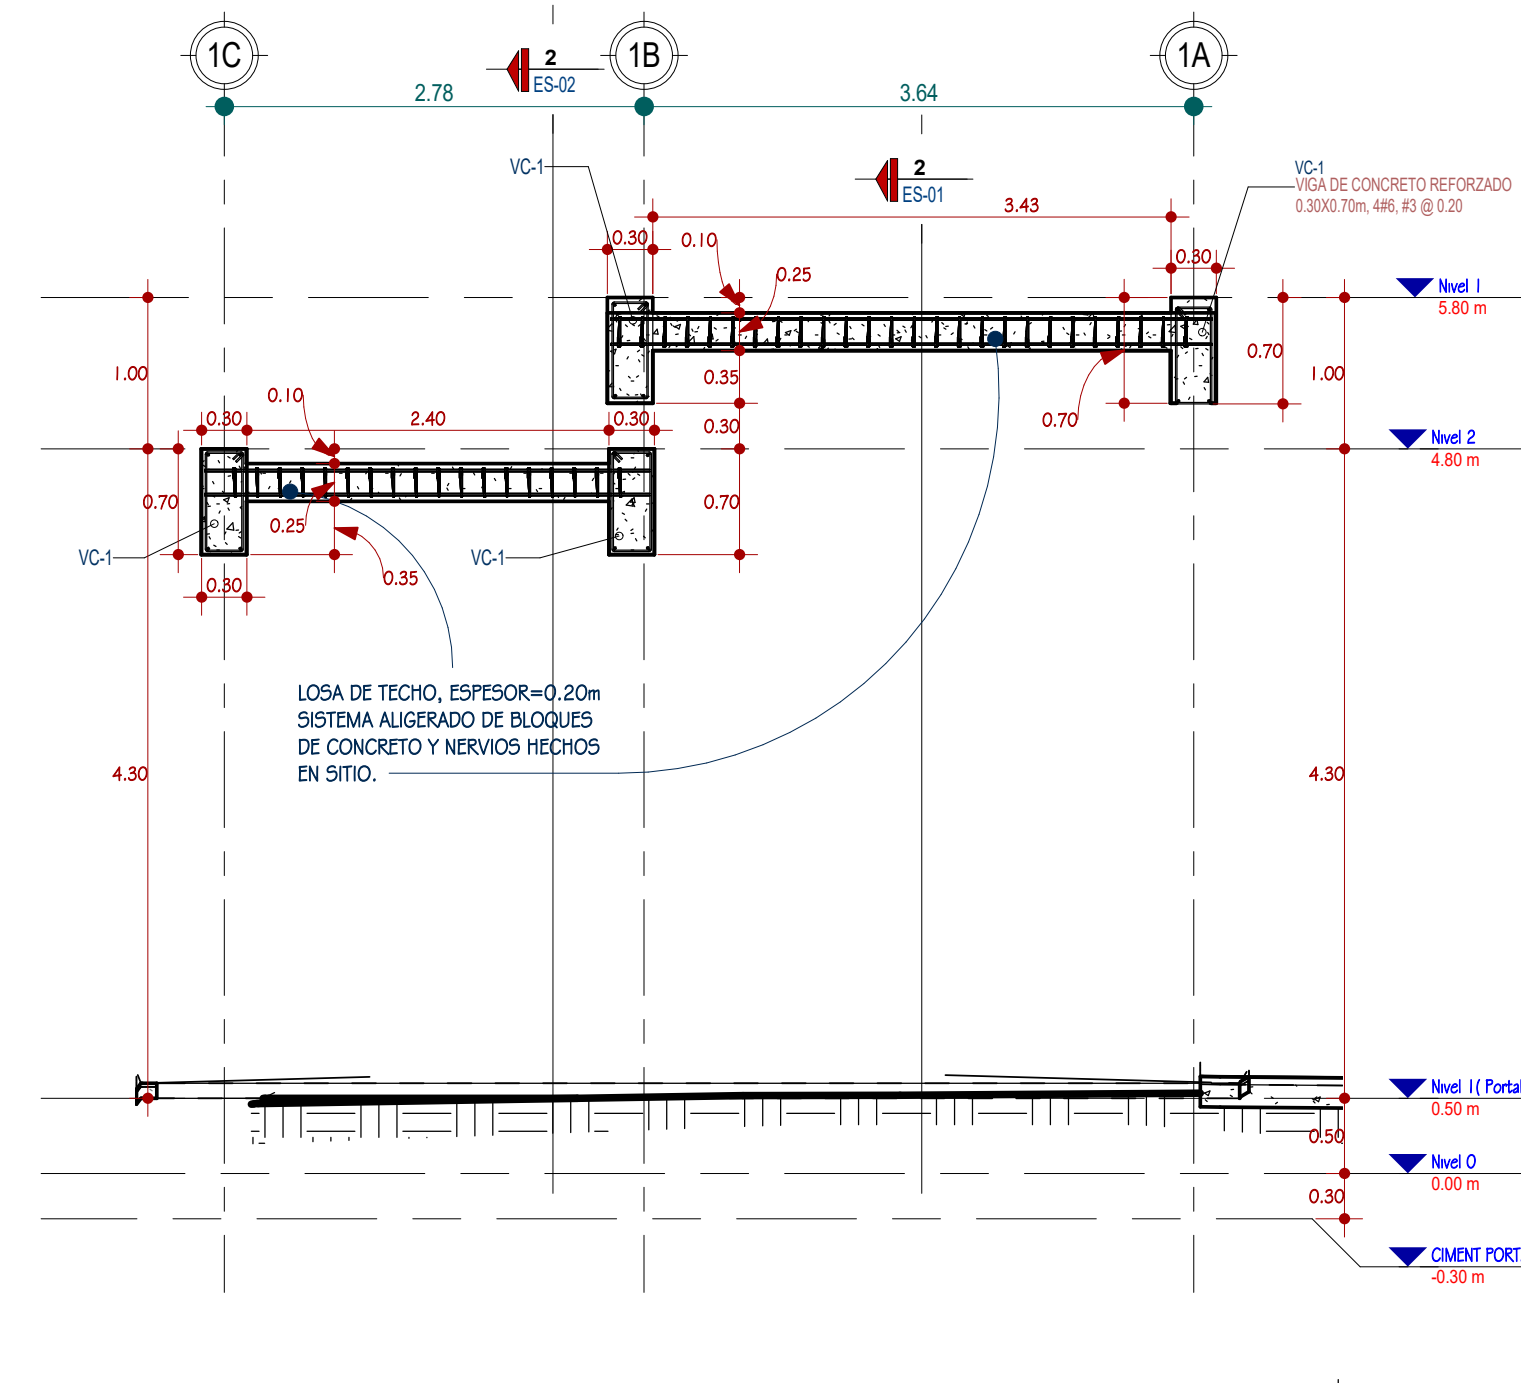 1C
1B
1A
2
ES-02
2.78
3.64
VC-1
2
ES-01
VC-1
VIGA DE CONCRETO REFORZADO
0.30X0.70m, 4#6, #3 @ 0.20
3.43
0.30
0.10
0.25
0.30
Nivel 1
5.80 m
1.00
0.35
0.70
0.70
1.00
0.10
0.30
2.40
0.30
0.30
Nivel 2
4.80 m
0.70
0.25
0.70
VC-1
VC-1
0.35
0.30
LOSA DE TECHO, ESPESOR=0.20m
SISTEMA ALIGERADO DE BLOQUES
DE CONCRETO Y NERVIOS HECHOS
EN SITIO.
4.30
4.30
Nivel 1( Portal
0.50 m
0.50
Nivel 0
0.00 m
0.30
CIMENT PORT.
-0.30 m